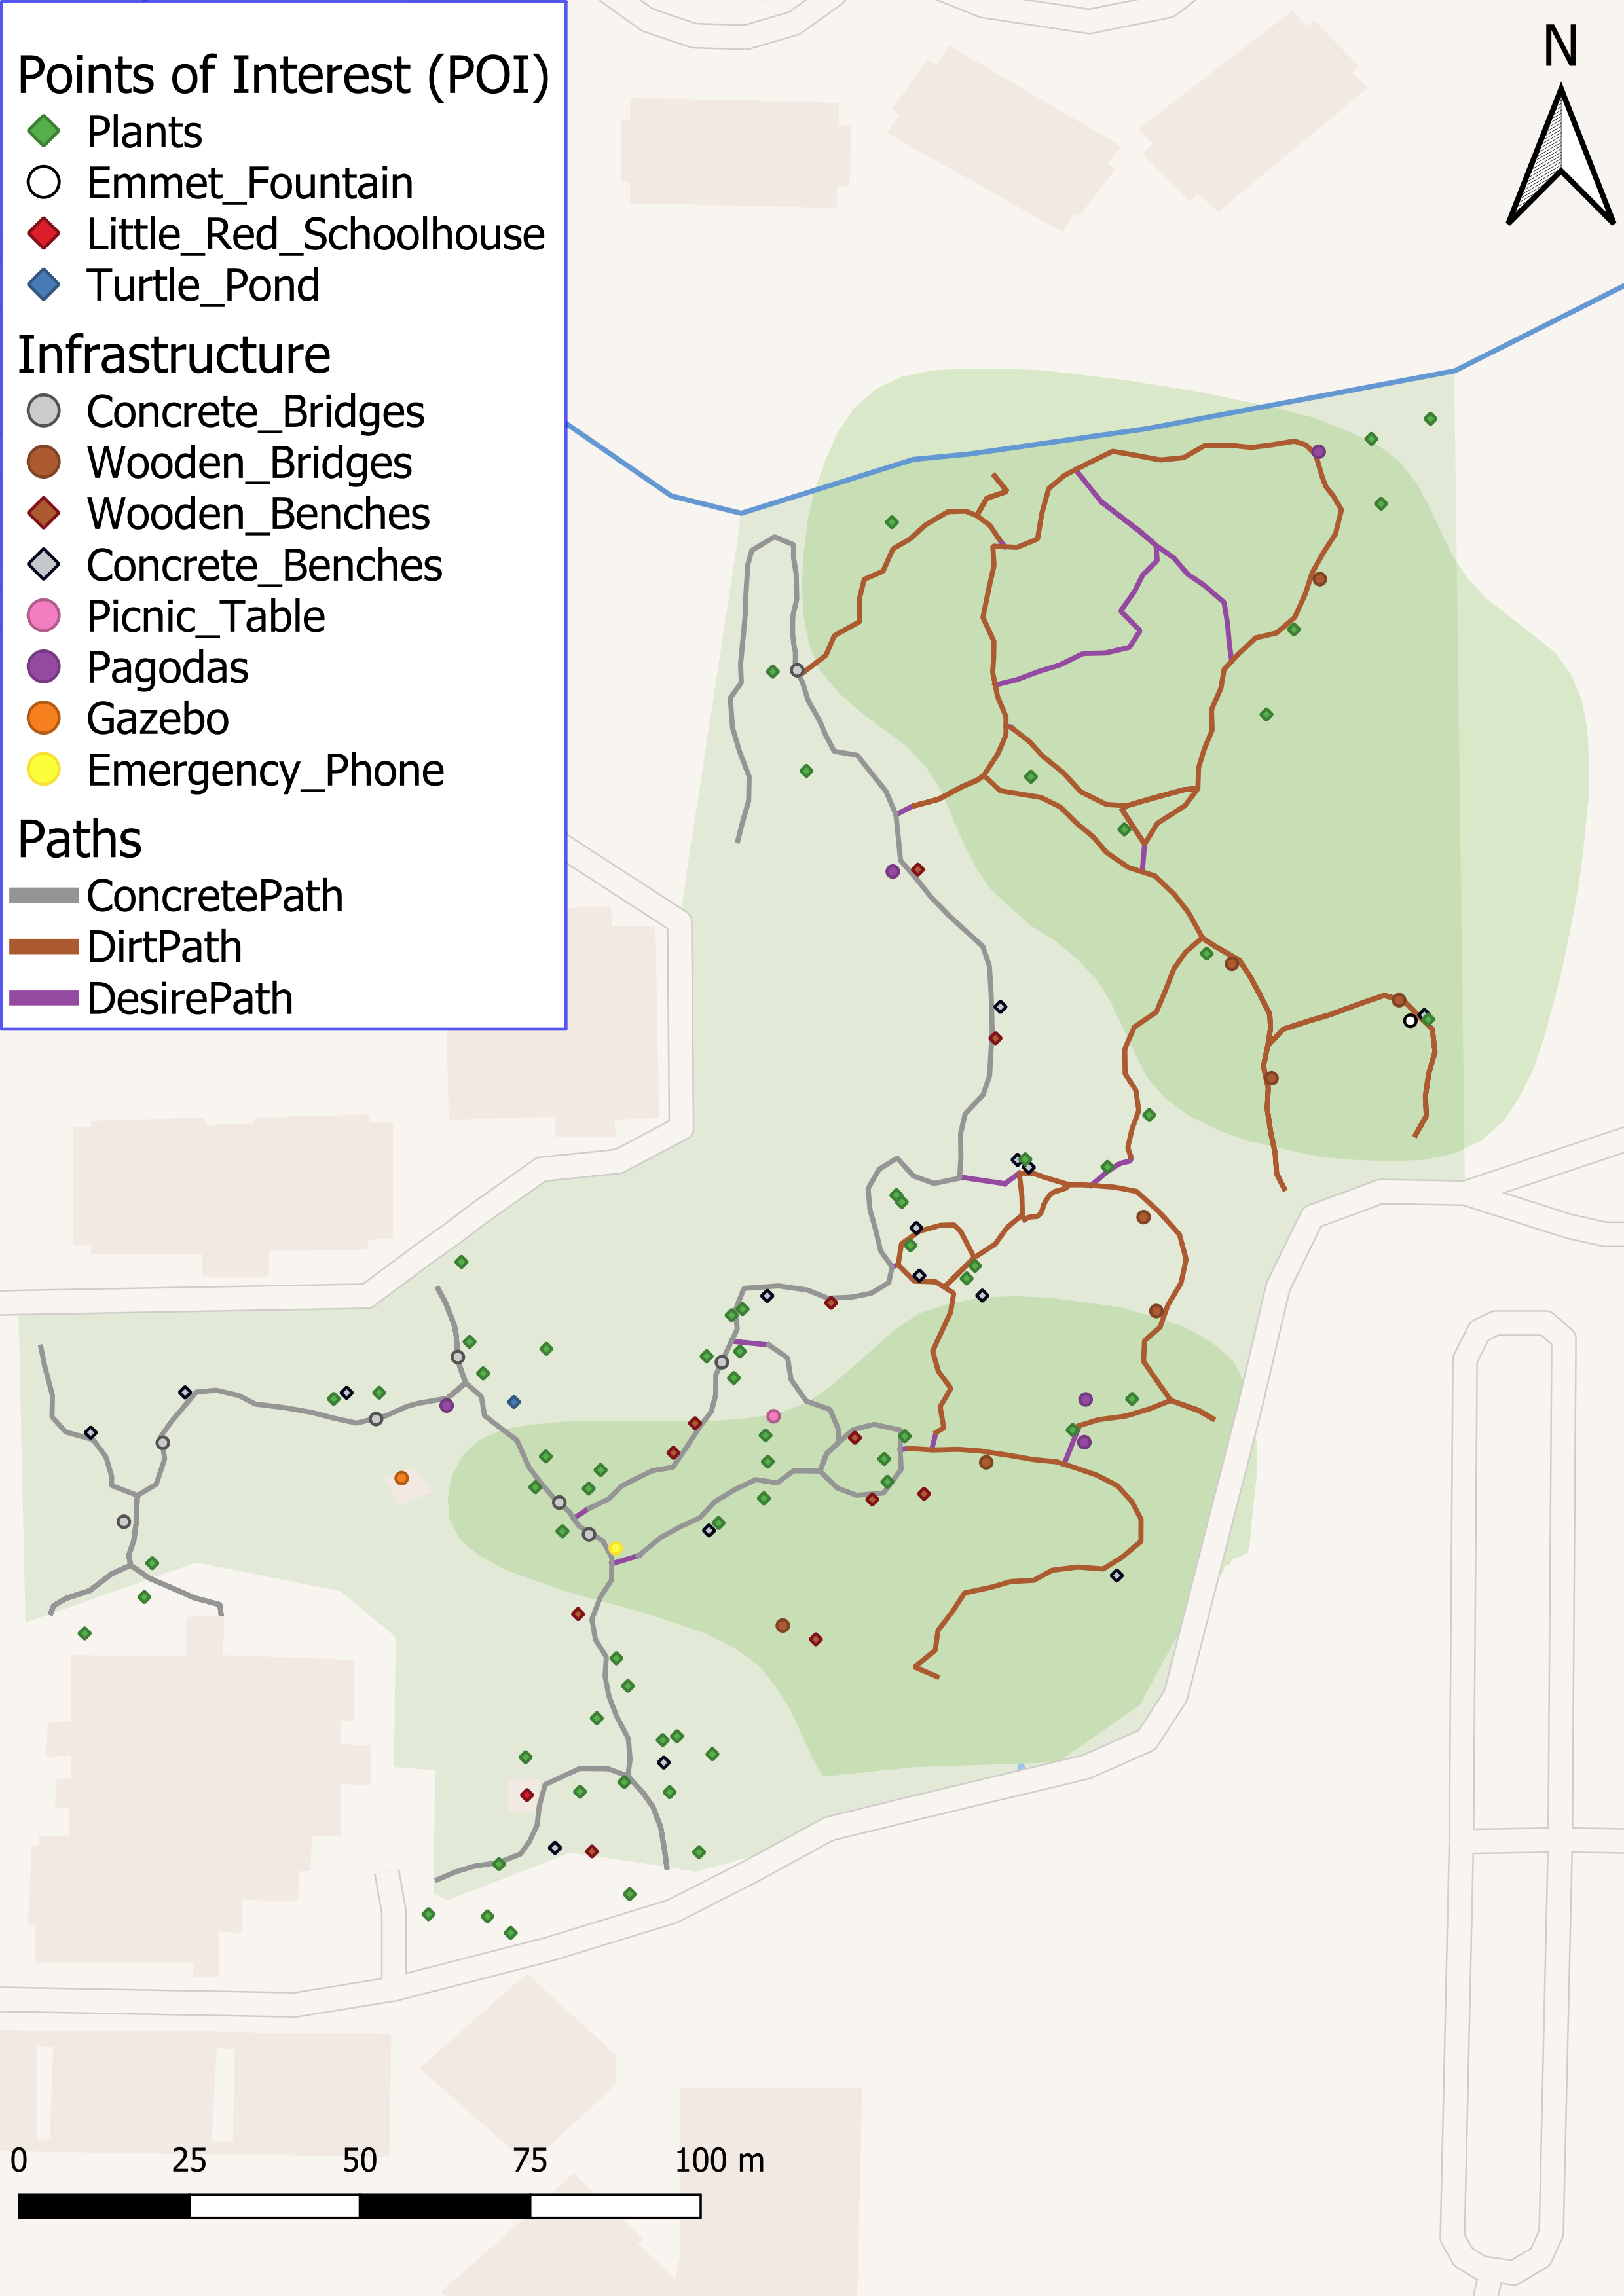 Points of Interest (POI)
Plants
Emmet_Fountain
Little_Red_Schoolhouse
Turtle_Pond
Infrastructure
Concrete_Bridges
Wooden_Bridges
Wooden_Benches
Concrete_Benches
Picnic_Table
Pagodas
Gazebo
Emergency_Phone
Paths
ConcretePath
DirtPath
DesirePath
N
0 25 50 75 100 m